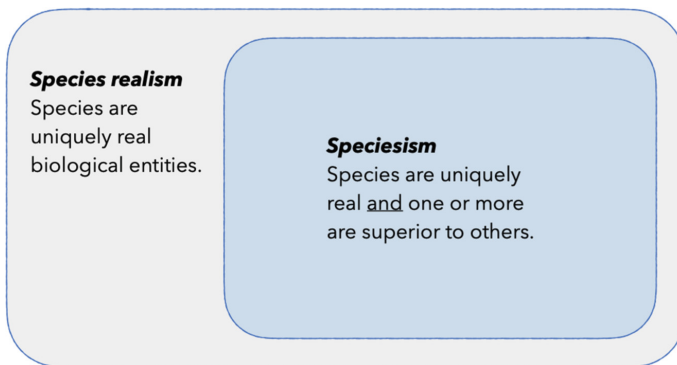 Species realism
Species are
uniquely real
biological entities.
Speciesism
Species are uniquely
real and one or more
are superior to others.